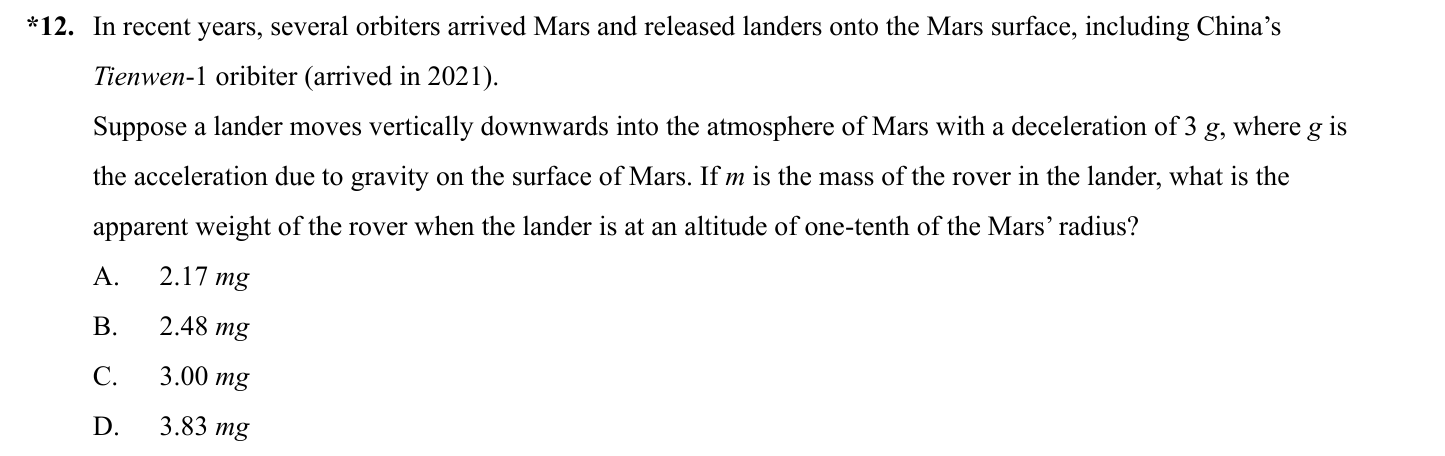 *12. In recent years, several orbiters arrived Mars and released landers onto the Mars surface, including China’s
Tienwen-1 oribiter (arrived in 2021).
Suppose a lander moves vertically downwards into the atmosphere of Mars with a deceleration of 3 g, where g is
the acceleration due to gravity on the surface of Mars. If m is the mass of the rover in the lander, what is the
apparent weight of the rover when the lander is at an altitude of one-tenth of the Mars’ radius?
A. 2.17 mg
B. 2.48 mg
C. 3.00 mg
D. 3.83 mg